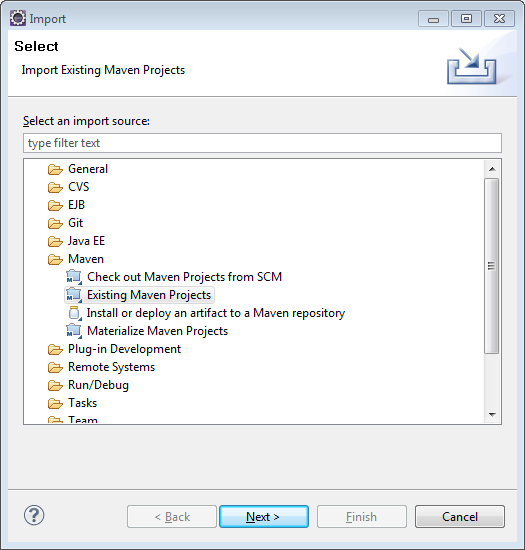 Import
Select
Import Existing Maven Projects
Select an import source:
type filter text
General
CVS
EJB
Git
Java EE
Maven
Check out Maven Projects from SCM
Existing Maven Projects
Install or deploy an artifact to a Maven repository
Materialize Maven Projects
Plug-in Development
Remote Systems
Run/Debug
Tasks
Team
< Back
Next >
Finish
Cancel